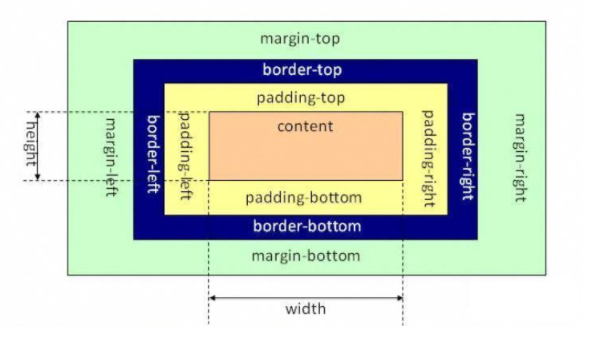 margin-top
border-top
padding-top
content
height
margin-left
border-left
padding-left
padding-right
border-right
margin-right
padding-bottom
border-bottom
margin-bottom
width